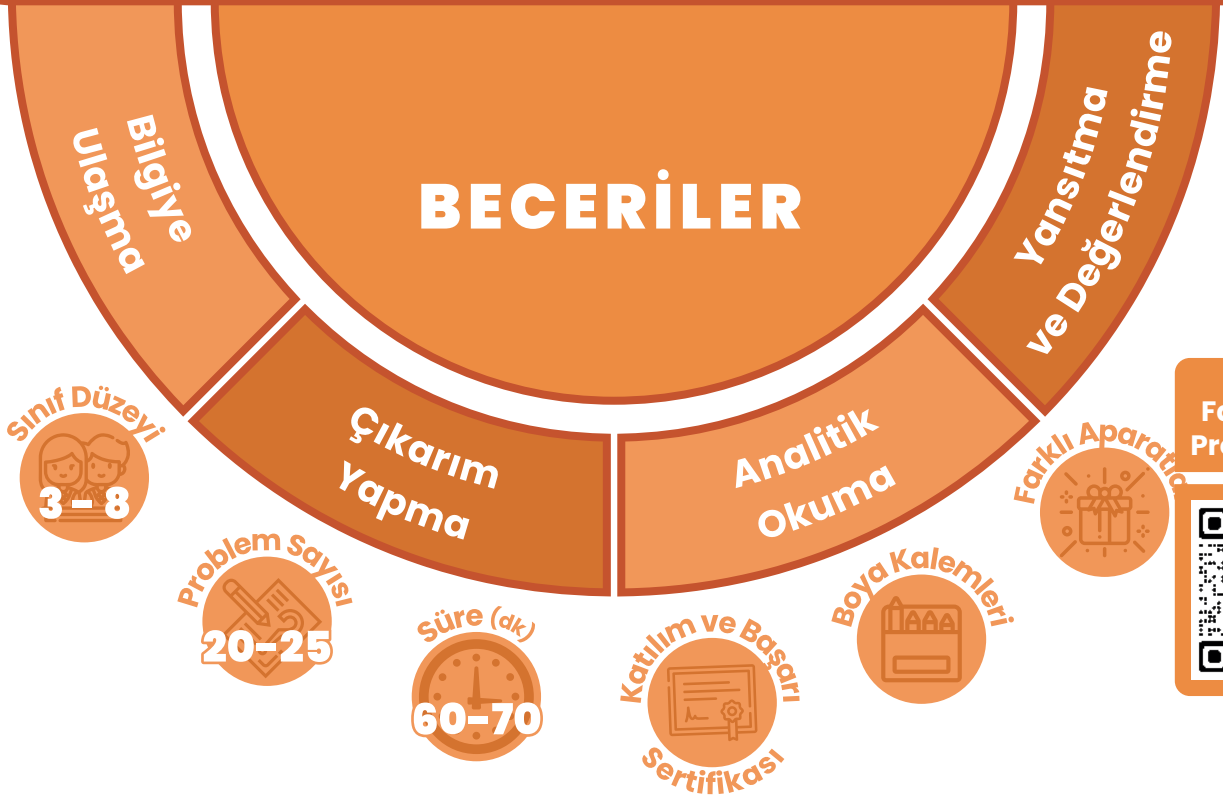 BECERİLER
Bilgiye
Ulaşma
Çıkarım
Yapma
Analitik
Okuma
Yansıtma
ve Değerlendirme
Sınıf Düzeyi
3-8
Problem Sayısı
20-25
Süre (dk)
60-70
Katılım ve Başarı
Sertifikası
Boya Kalemleri
Farklı